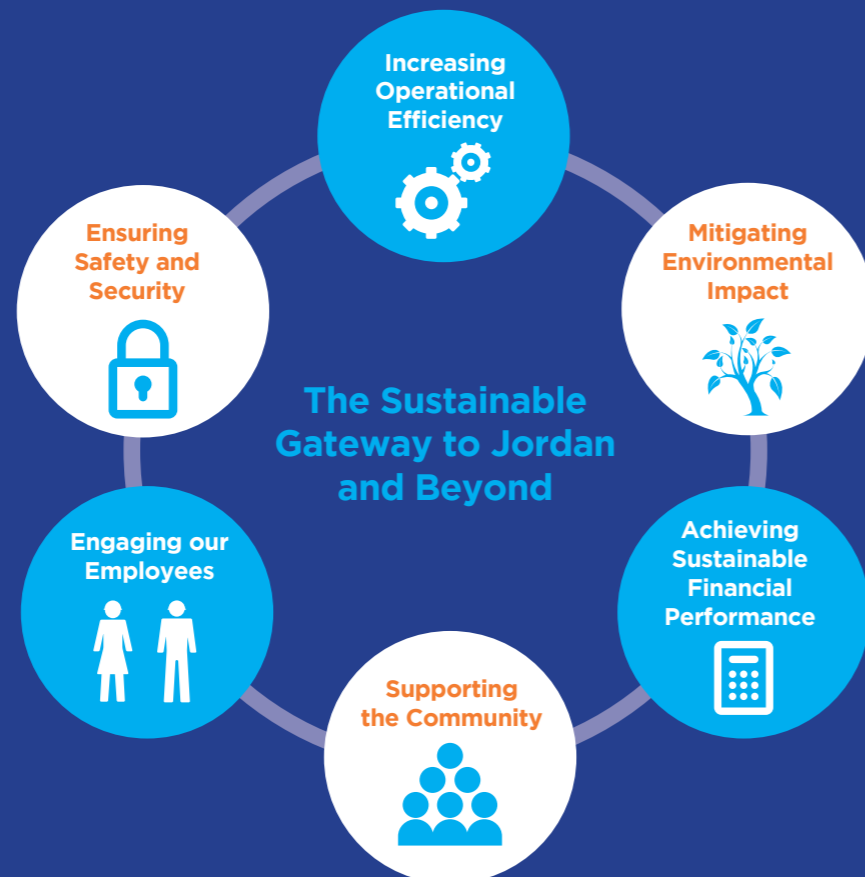 Increasing
Operational
Efficiency
Ensuring
Safety and
Security
Mitigating
Environmental
Impact
The Sustainable
Gateway to Jordan
and Beyond
Engaging our
Employees
Achieving
Sustainable
Financial
Performance
Supporting
the Community